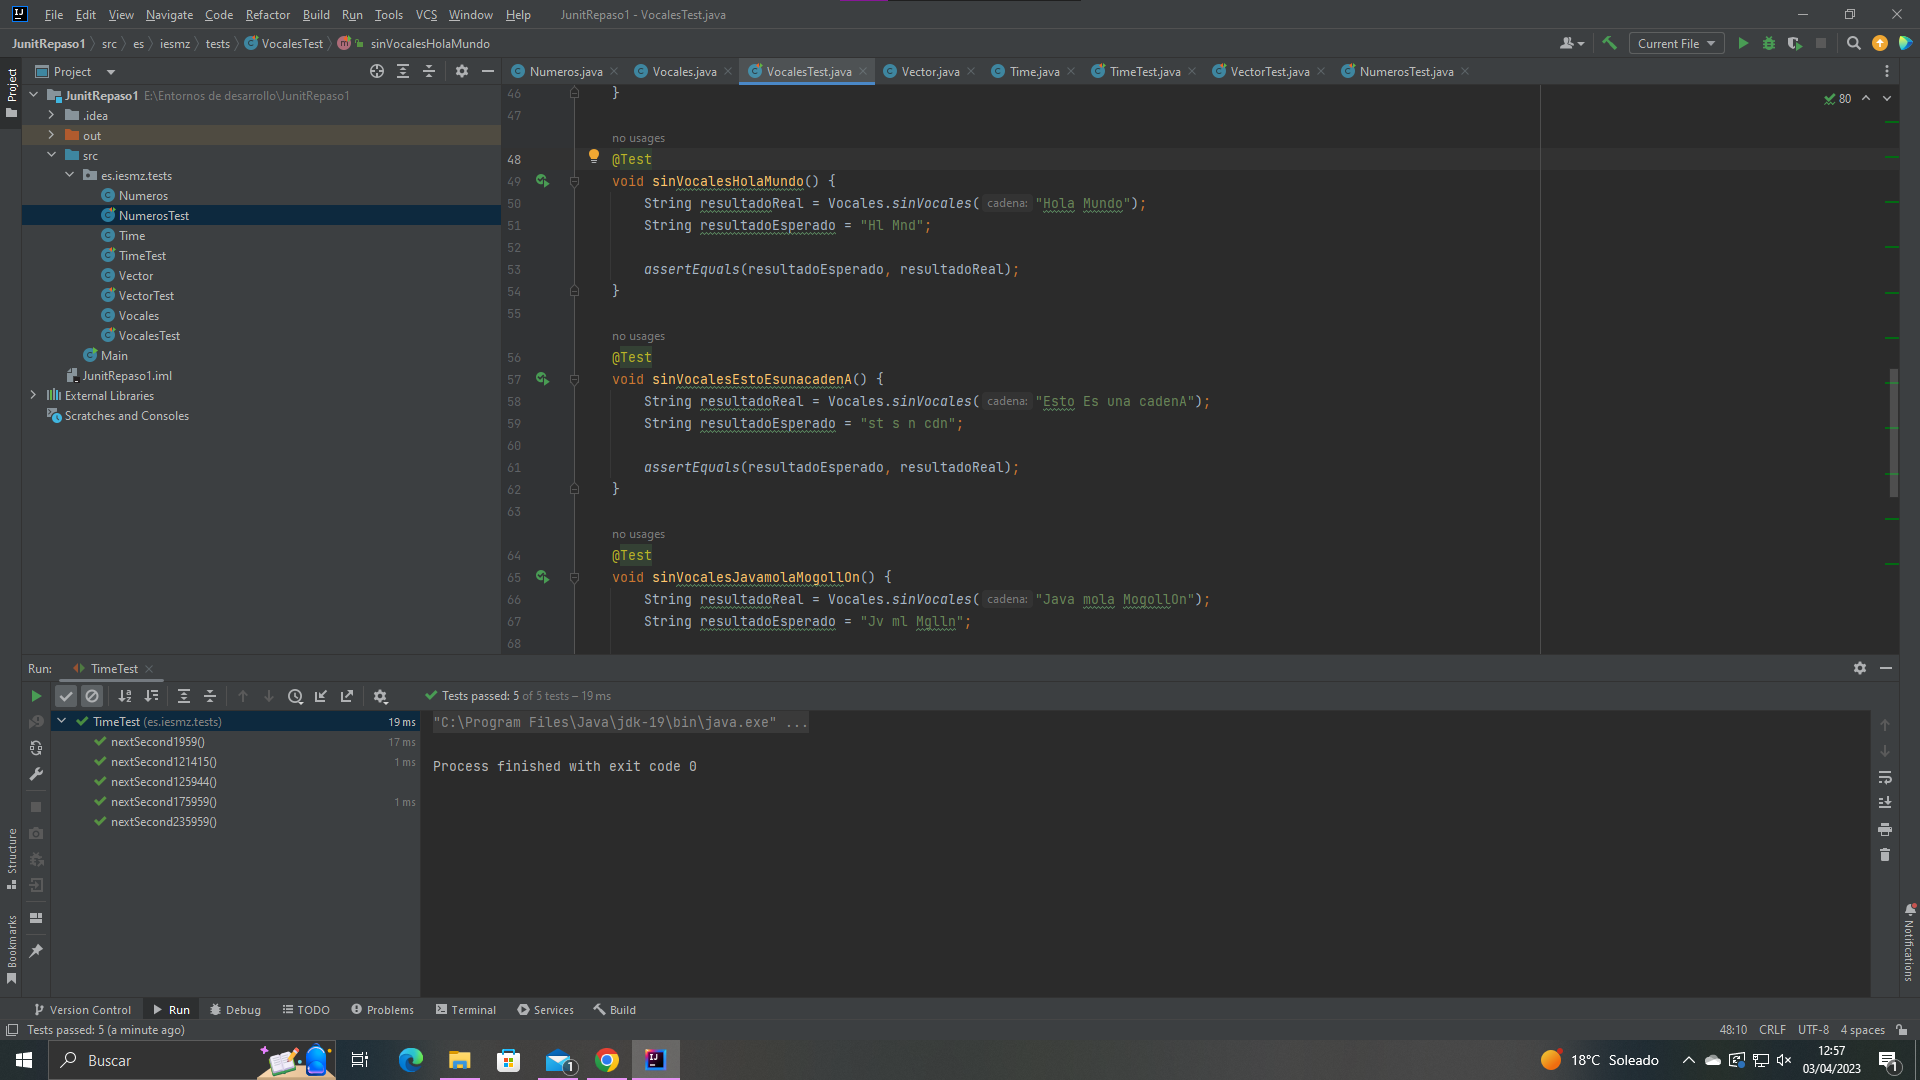 File Edit View Navigate Code Refactor Build Run Tools VCS Window Help JunitRepaso1 - VocalesTest.java
JunitRepaso1 src es iesmz tests VocalesTest sinVocalesHolaMundo Current File
Project
Numeros.java Vocales.java VocalesTest.java Vector.java Time.java TimeTest.java VectorTest.java NumerosTest.java
Project
JunitRepaso1 E:\Entornos de desarrollo\JunitRepaso1
.idea
out
src
es.iesmz.tests
Numeros
NumerosTest
Time
TimeTest
Vector
VectorTest
Vocales
VocalesTest
Main
JunitRepaso1.iml
External Libraries
Scratches and Consoles
80
46 }
47
no usages
48 @Test
49 void sinVocalesHolaMundo() {
50 String resultadoReal = Vocales.sinVocales( cadena: "Hola Mundo");
51 String resultadoEsperado = "Hl Mnd";
52
53 assertEquals(resultadoEsperado, resultadoReal);
54 }
55
no usages
56 @Test
57 void sinVocalesEstoEsunacadenA() {
58 String resultadoReal = Vocales.sinVocales( cadena: "Esto Es una cadenA");
59 String resultadoEsperado = "st s n cdn";
60
61 assertEquals(resultadoEsperado, resultadoReal);
62 }
63
no usages
64 @Test
65 void sinVocalesJavamolaMogollOn() {
66 String resultadoReal = Vocales.sinVocales( cadena: "Java mola MogollOn");
67 String resultadoEsperado = "Jv ml Mglln";
68
Run: TimeTest
Tests passed: 5 of 5 tests – 19 ms
TimeTest (es.iesmz.tests) 19 ms
nextSecond1959() 17 ms
nextSecond121415() 1 ms
nextSecond125944()
nextSecond175959() 1 ms
nextSecond235959()
"C:\Program Files\Java\jdk-19\bin\java.exe" ...
Process finished with exit code 0
Structure
Bookmarks
Notifications
Version Control Run Debug TODO Problems Terminal Services Build
Tests passed: 5 (a minute ago) 48:10 CRLF UTF-8 4 spaces
Buscar 1 18°C Soleado 12:57 1
03/04/2023